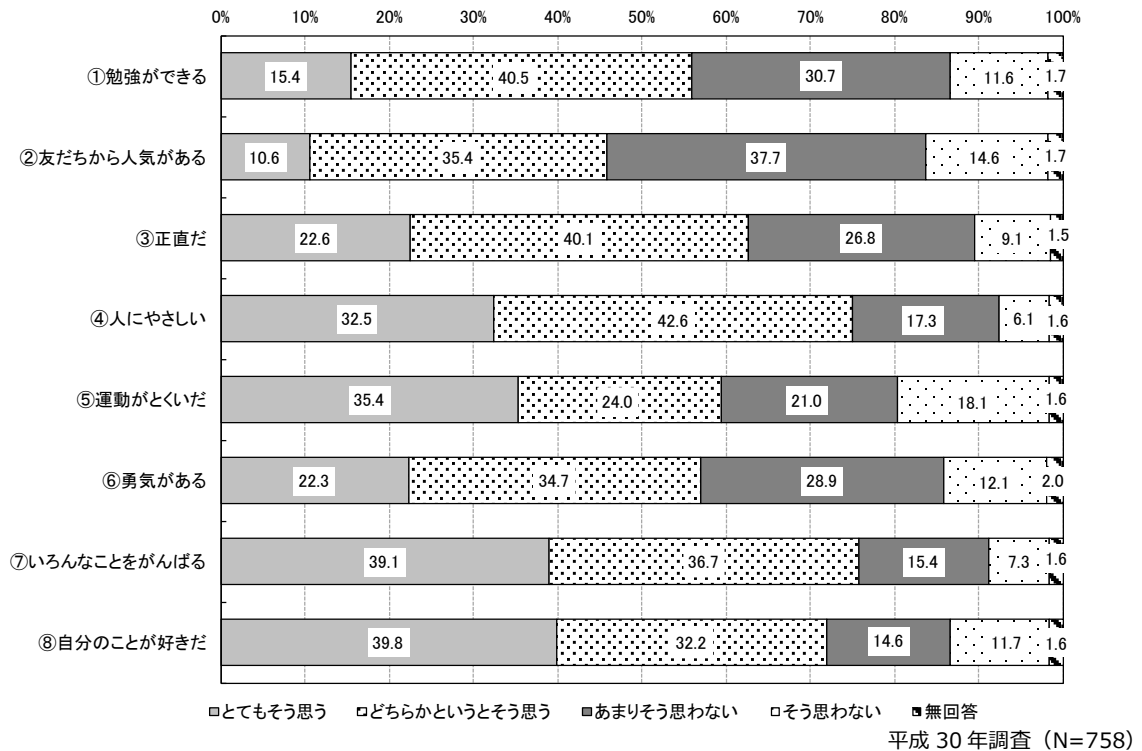 0% 10% 20% 30% 40% 50% 60% 70% 80% 90% 100%
①勉強ができる 15.4 40.5 30.7 11.6 1.7
②友だちから人気がある 10.6 35.4 37.7 14.6 1.7
③正直だ 22.6 40.1 26.8 9.1 1.5
④人にやさしい 32.5 42.6 17.3 6.1 1.6
⑤運動がとくいだ 35.4 24.0 21.0 18.1 1.6
⑥勇気がある 22.3 34.7 28.9 12.1 2.0
⑦いろんなことをがんばる 39.1 36.7 15.4 7.3 1.6
⑧自分のことが好きだ 39.8 32.2 14.6 11.7 1.6
とてもそう思う どちらかというとそう思う あまりそう思わない そう思わない 無回答
平成 30 年調査（N=758）